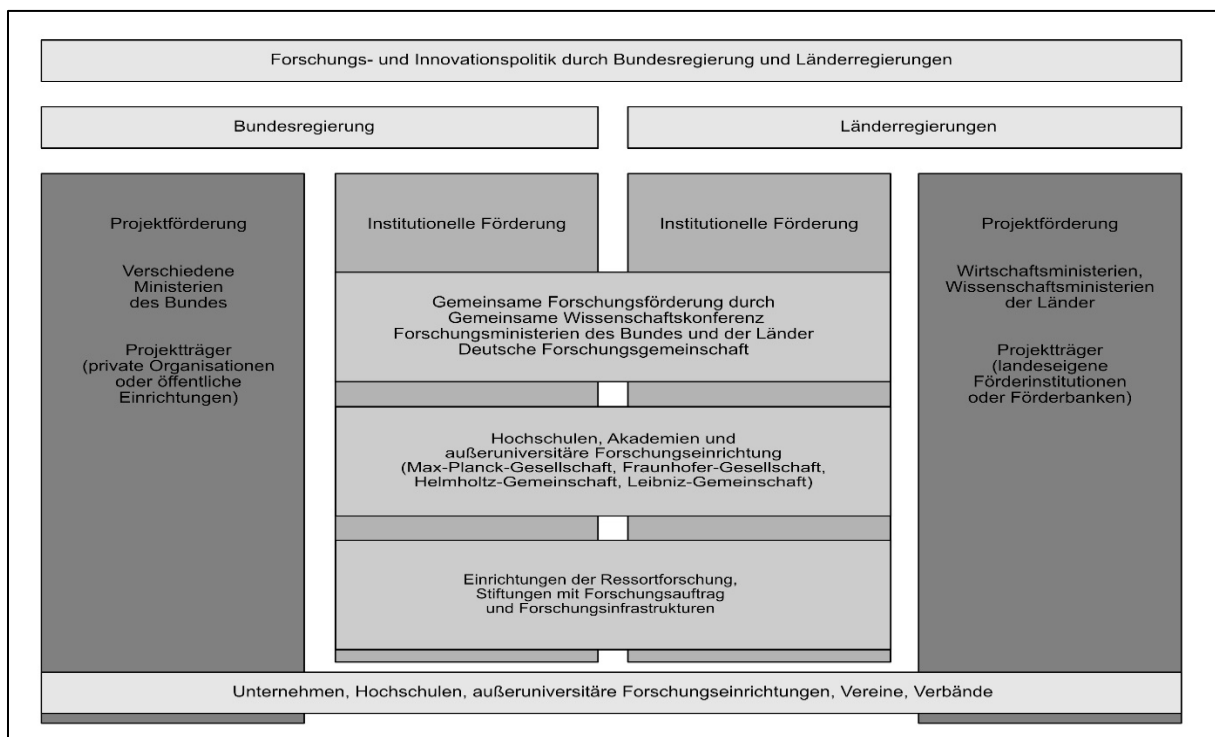 Forschungs- und Innovationspolitik durch Bundesregierung und Länderregierungen
Bundesregierung
Länderregierungen
Projektförderung
Verschiedene
Ministerien
des Bundes
Projektträger
(private Organisationen
oder öffentliche
Einrichtungen)
Institutionelle Förderung
Institutionelle Förderung
Gemeinsame Forschungsförderung durch
Gemeinsame Wissenschaftskonferenz
Forschungsministerien des Bundes und der Länder
Deutsche Forschungsgemeinschaft
Hochschulen, Akademien und
außeruniversitäre Forschungseinrichtung
(Max-Planck-Gesellschaft, Fraunhofer-Gesellschaft,
Helmholtz-Gemeinschaft, Leibniz-Gemeinschaft)
Einrichtungen der Ressortforschung,
Stiftungen mit Forschungsauftrag
und Forschungsinfrastrukturen
Projektförderung
Wirtschaftsministerien,
Wissenschaftsministerien
der Länder
Projektträger
(landeseigene
Förderinstitutionen
oder Förderbanken)
Unternehmen, Hochschulen, außeruniversitäre Forschungseinrichtungen, Vereine, Verbände